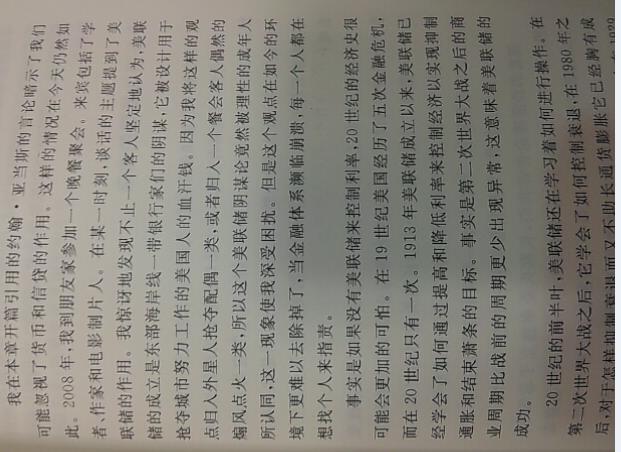 我在本章开篇引用的约翰·亚当斯的言论暗示了我们
可能忽视了货币和信贷的作用。这样的情况在今天仍然如
此。2008年,我到朋友家参加一个晚餐聚会。来宾包括了学
者、作家和电影制片人。在某一时刻,谈话的主题提到了美
联储的作用。我惊讶地发现不止一个客人坚定地认为,美联
储的成立是东部海岸线一带银行家们的阴谋,它被设计用于
抢夺城市努力工作的美国人的血汗钱。因为我将这样的观
点归入外星人抢夺配偶一类,或者归入一个餐会客人偶然的
煽风点火一类,所以这个美联储阴谋论竟然被理性的成年人
所认同,这一现象使我深受困扰。但是这个观点在如今的环
境下更难以去除掉了,当金融体系濒临崩溃,每一个人都在
想找个人来指责。
事实是如果没有美联储来控制利率,20世纪的经济史很
可能会更加的可怕。在19世纪美国经历了五次金融危机,
而在20世纪只有一次。1913年美联储成立以来,美联储已
经学会了如何通过提高和降低利率来控制经济以实现抑制
通胀和结束萧条的目标。事实是第二次世界大战之后的商
业周期比战前的周期更少出现异常,这意味着美联储的
成功。
20世纪的前半叶,美联储还在学习着如何进行操作。在
第二次世界大战之后,它学会了如何控制衰退,在1980年之
后,对于怎样抑制衰退而又不助长通货膨胀它已经胸有成